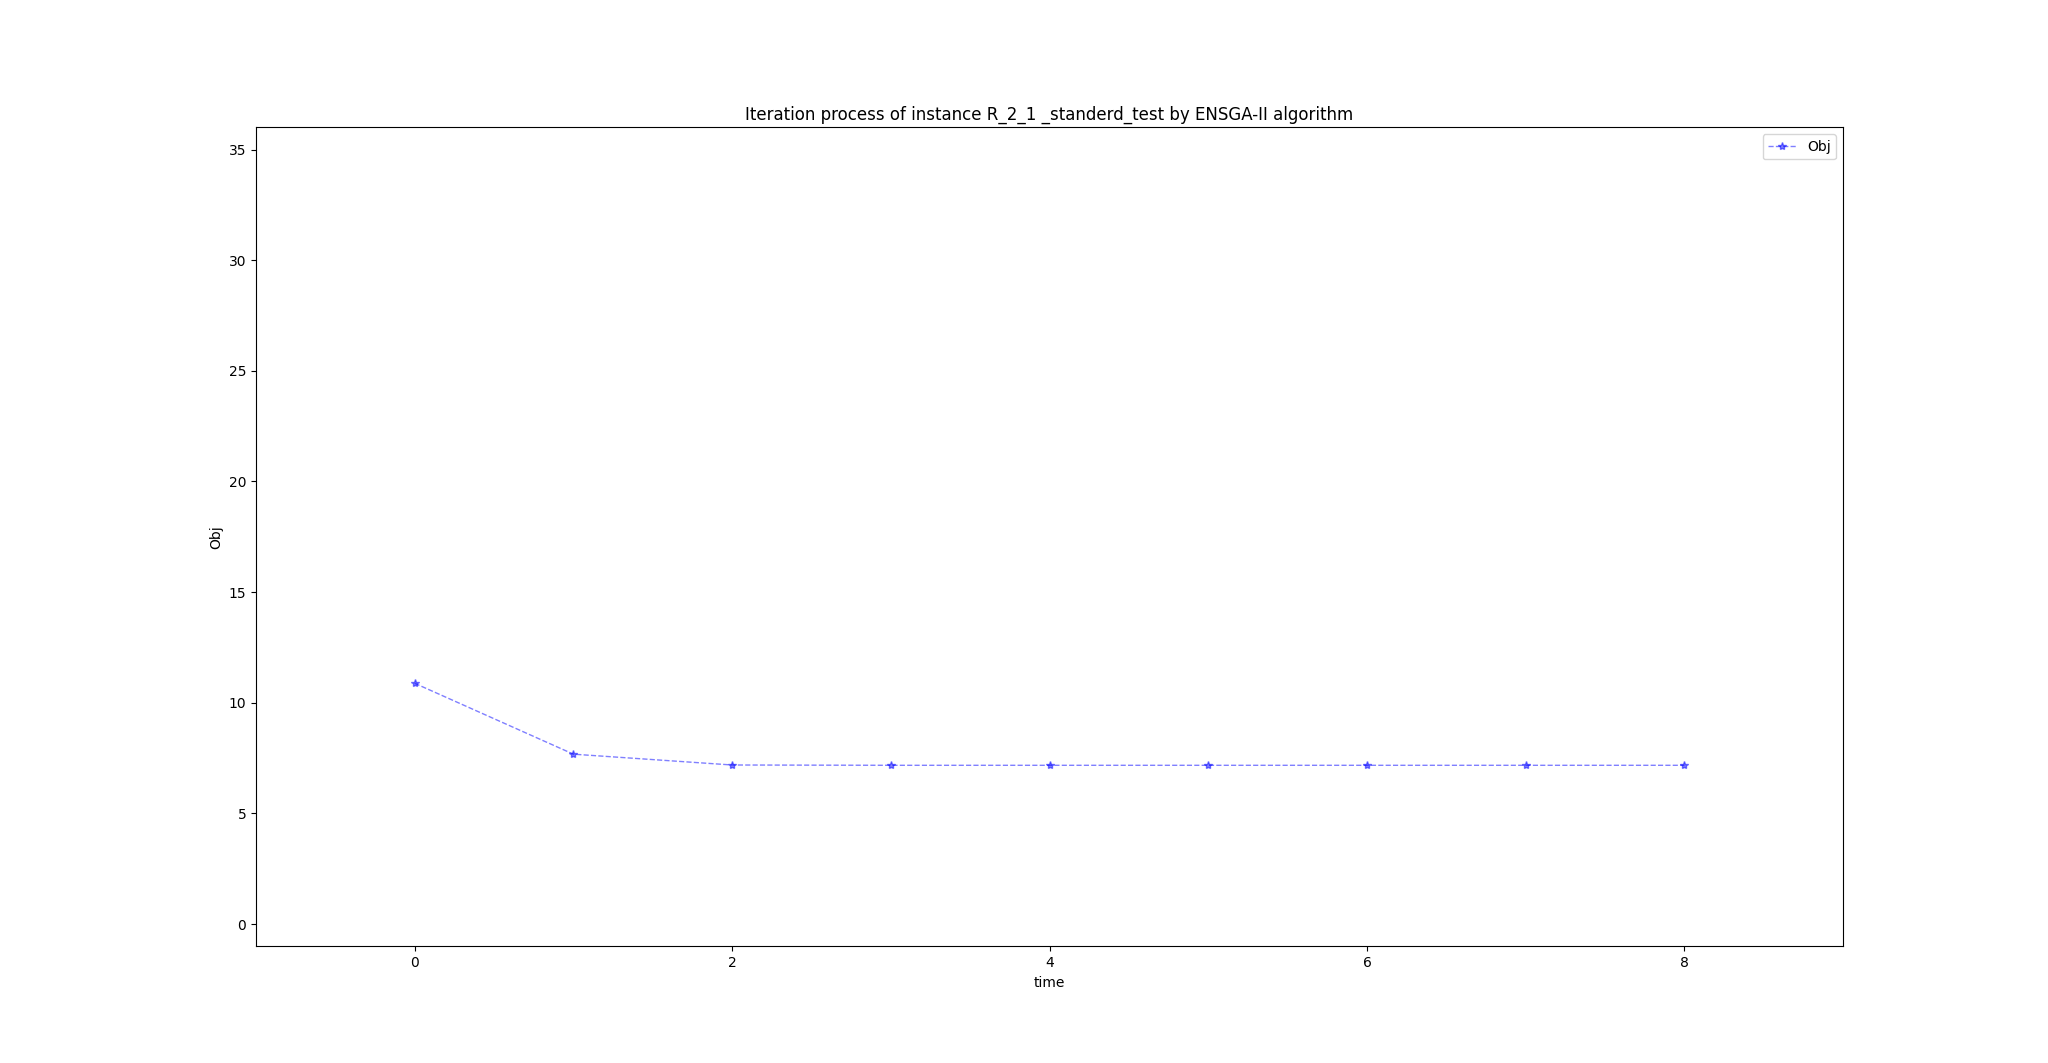 Iteration process of instance R_2_1 _standerd_test by ENSGA-II algorithm
Obj
35
30
25
20
15
10
5
0
Obj
0 2 4 6 8
time